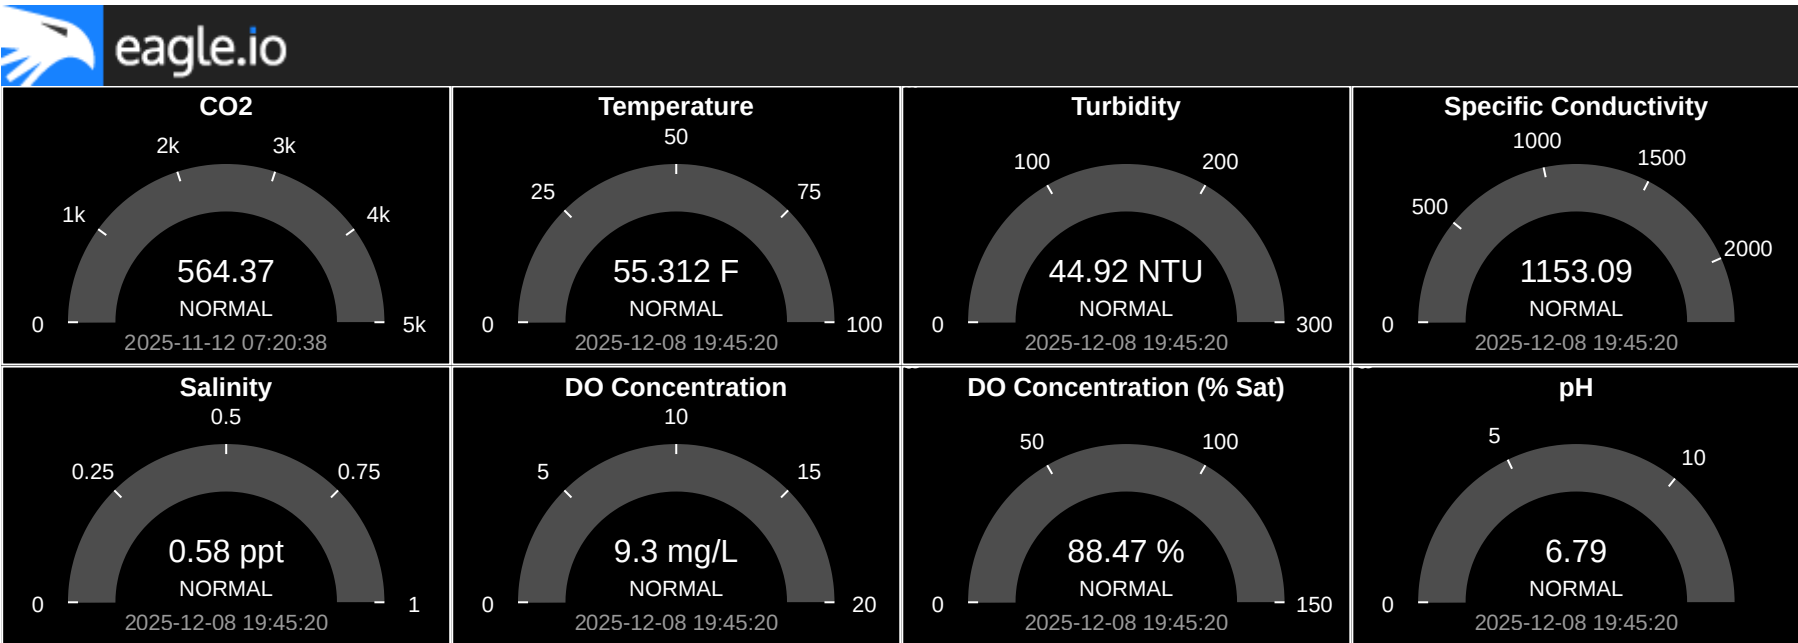 eagle.io
CO2
2k
3k
1k
4k
564.37
NORMAL
0
5k
2025-11-12 07:20:38
Temperature
50
25
75
55.312 F
NORMAL
0
100
2025-12-08 19:45:20
Turbidity
100
200
44.92 NTU
NORMAL
0
300
2025-12-08 19:45:20
Specific Conductivity
1000
1500
500
2000
1153.09
NORMAL
0
2025-12-08 19:45:20
Salinity
0.5
0.25
0.75
0.58 ppt
NORMAL
0
1
2025-12-08 19:45:20
DO Concentration
10
5
15
9.3 mg/L
NORMAL
0
20
2025-12-08 19:45:20
DO Concentration (% Sat)
50
100
88.47 %
NORMAL
0
150
2025-12-08 19:45:20
pH
5
10
6.79
NORMAL
0
2025-12-08 19:45:20